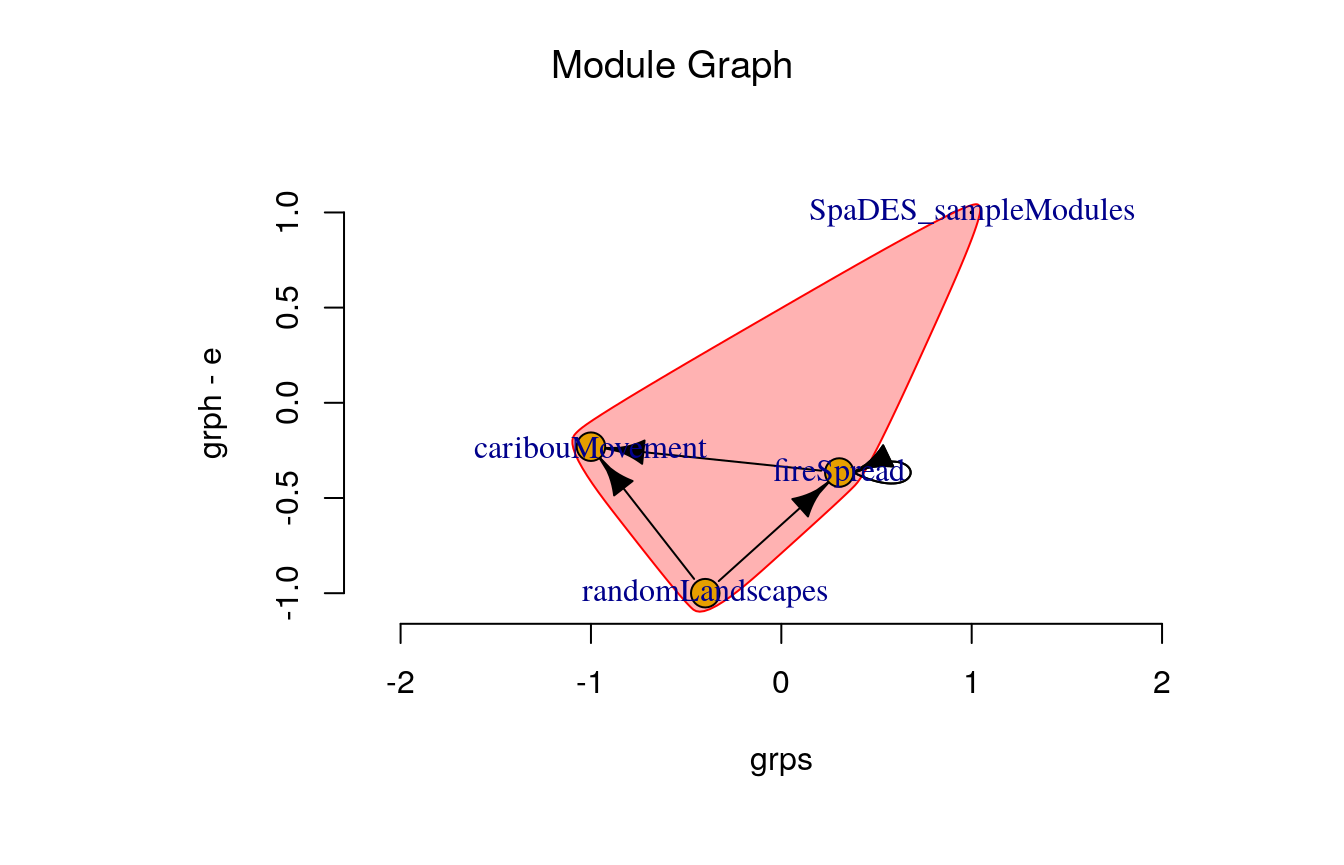 Module Graph
SpaDES_sampleModules
caribouMovement
fireSpread
randomLandscapes
grph - e
1.0
0.5
0.0
-0.5
-1.0
-2 -1 0 1 2
grps